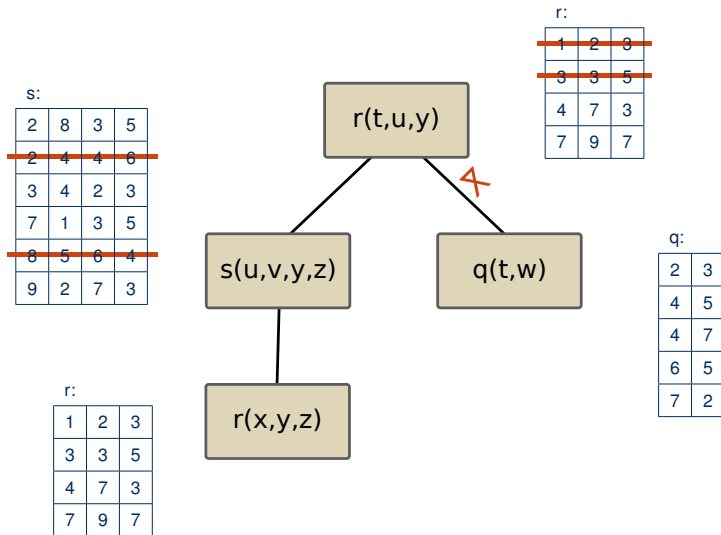 r:
1 2 3
3 3 5
4 7 3
7 9 7
s:
2 8 3 5
2 4 4 6
3 4 2 3
7 1 3 5
8 5 6 4
9 2 7 3
r(t,u,y)
⋉
s(u,v,y,z)
q(t,w)
q:
2 3
4 5
4 7
6 5
7 2
r:
1 2 3
3 3 5
4 7 3
7 9 7
r(x,y,z)